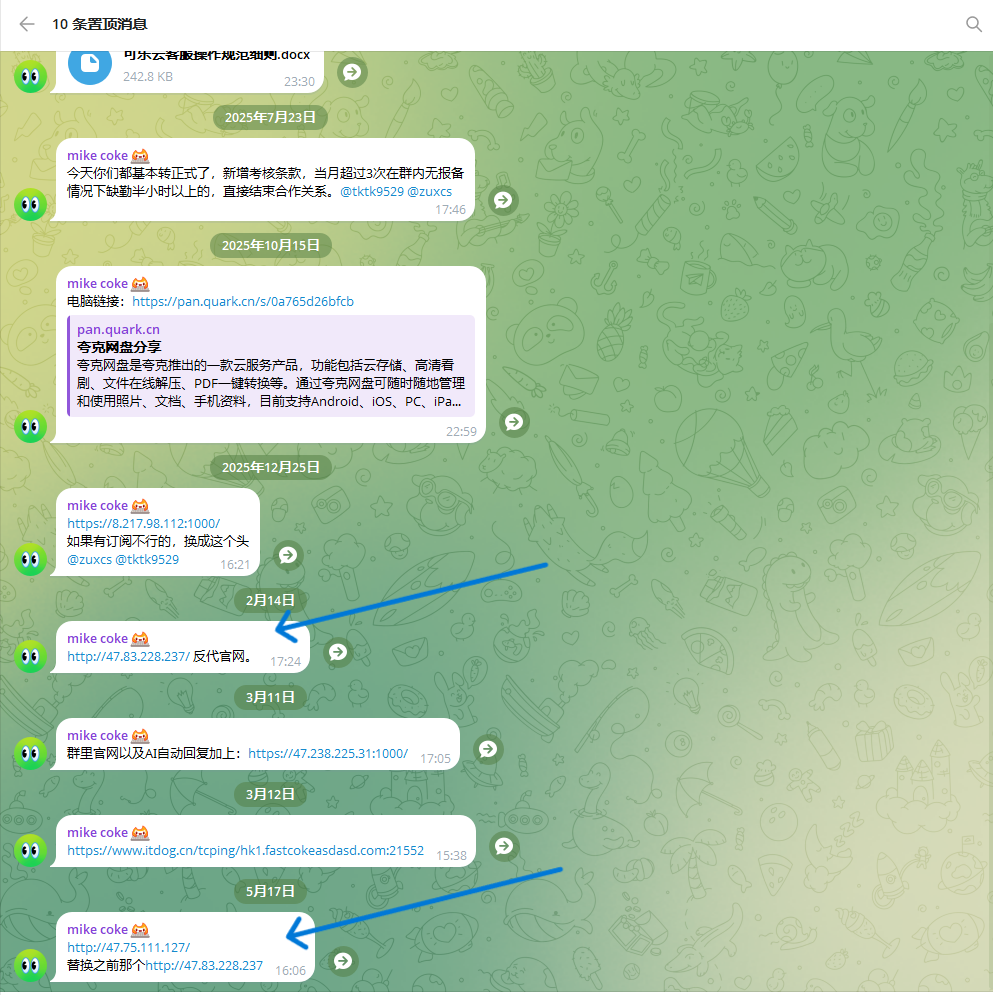 10 条置顶消息
可乐云客服操作规范细则.docx
242.8 KB
23:30
2025年7月23日
mike coke
今天你们都基本转正式了，新增考核条款，当月超过3次在群内无报备
情况下缺勤半小时以上的，直接结束合作关系。@tktk9529 @zuxcs
17:46
2025年10月15日
mike coke
电脑链接：https://pan.quark.cn/s/0a765d26bfcb
pan.quark.cn
夸克网盘分享
夸克网盘是夸克推出的一款云服务产品，功能包括云存储、高清看
剧、文件在线解压、PDF一键转换等。通过夸克网盘可随时随地管理
和使用照片、文档、手机资料，目前支持Android、iOS、PC、iPa...
22:59
2025年12月25日
mike coke
https://8.217.98.112:1000/
如果有订阅不行的，换成这个头
@zuxcs @tktk9529
16:21
2月14日
mike coke
http://47.83.228.237/ 反代官网。
17:24
3月11日
mike coke
群里官网以及AI自动回复加上：https://47.238.225.31:1000/
17:05
3月12日
mike coke
https://www.itdog.cn/tcping/hk1.fastcokeasdasd.com:21552
15:38
5月17日
mike coke
http://47.75.111.127/
替换之前那个http://47.83.228.237
16:06